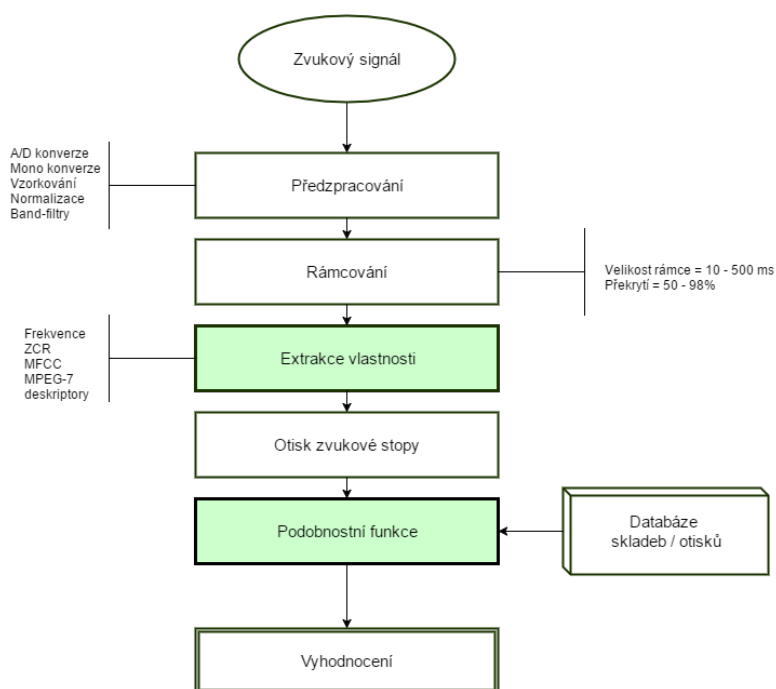 Zvukový signál
A/D konverze
Mono konverze
Vzorkování
Normalizace
Band-filtry
Předzpracování
Rámcování
Velikost rámce = 10 - 500 ms
Překrytí = 50 - 98%
Frekvence
ZCR
MFCC
MPEG-7
deskriptory
Extrakce vlastnosti
Otisk zvukové stopy
Podobnostní funkce
Databáze
skladeb / otisků
Vyhodnocení